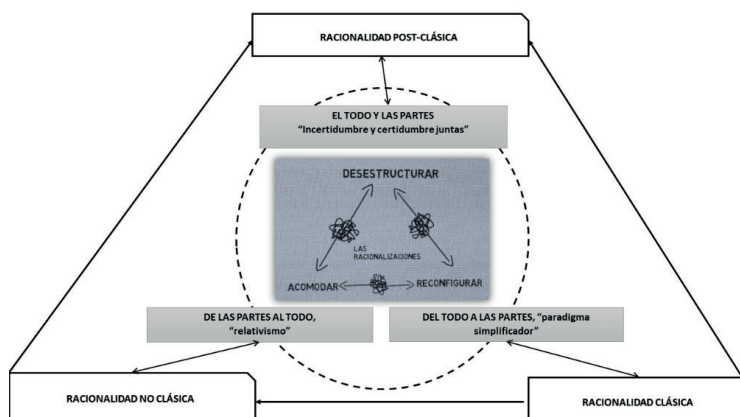 RACIONALIDAD POST-CLÁSICA
EL TODO Y LAS PARTES
“Incertidumbre y certidumbre juntas”
DESESTRUCTURAR
LAS
RACIONALIZACIONES
ACOMODAR
RECONFIGURAR
DE LAS PARTES AL TODO,
“relativismo”
DEL TODO A LAS PARTES, “paradigma
simplificador”
RACIONALIDAD NO CLÁSICA
RACIONALIDAD CLÁSICA